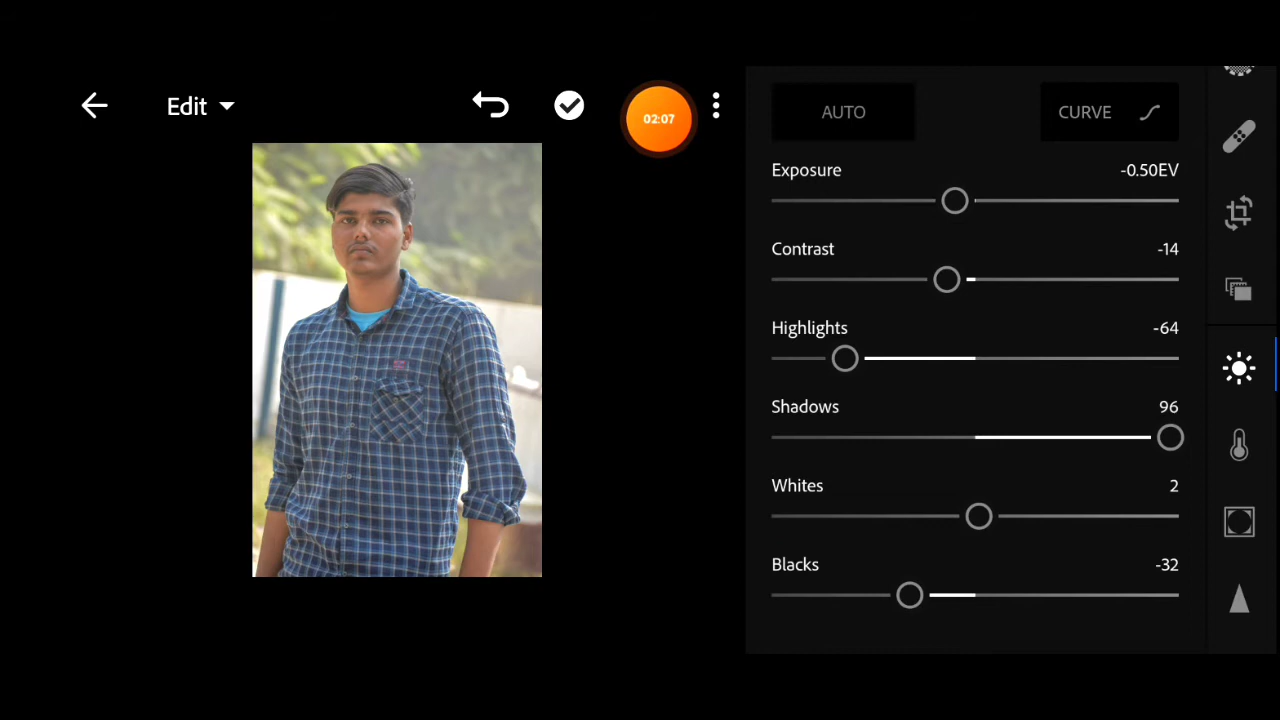 Edit
02:07
AUTO
CURVE
Exposure -0.50EV
Contrast -14
Highlights -64
Shadows 96
Whites 2
Blacks -32